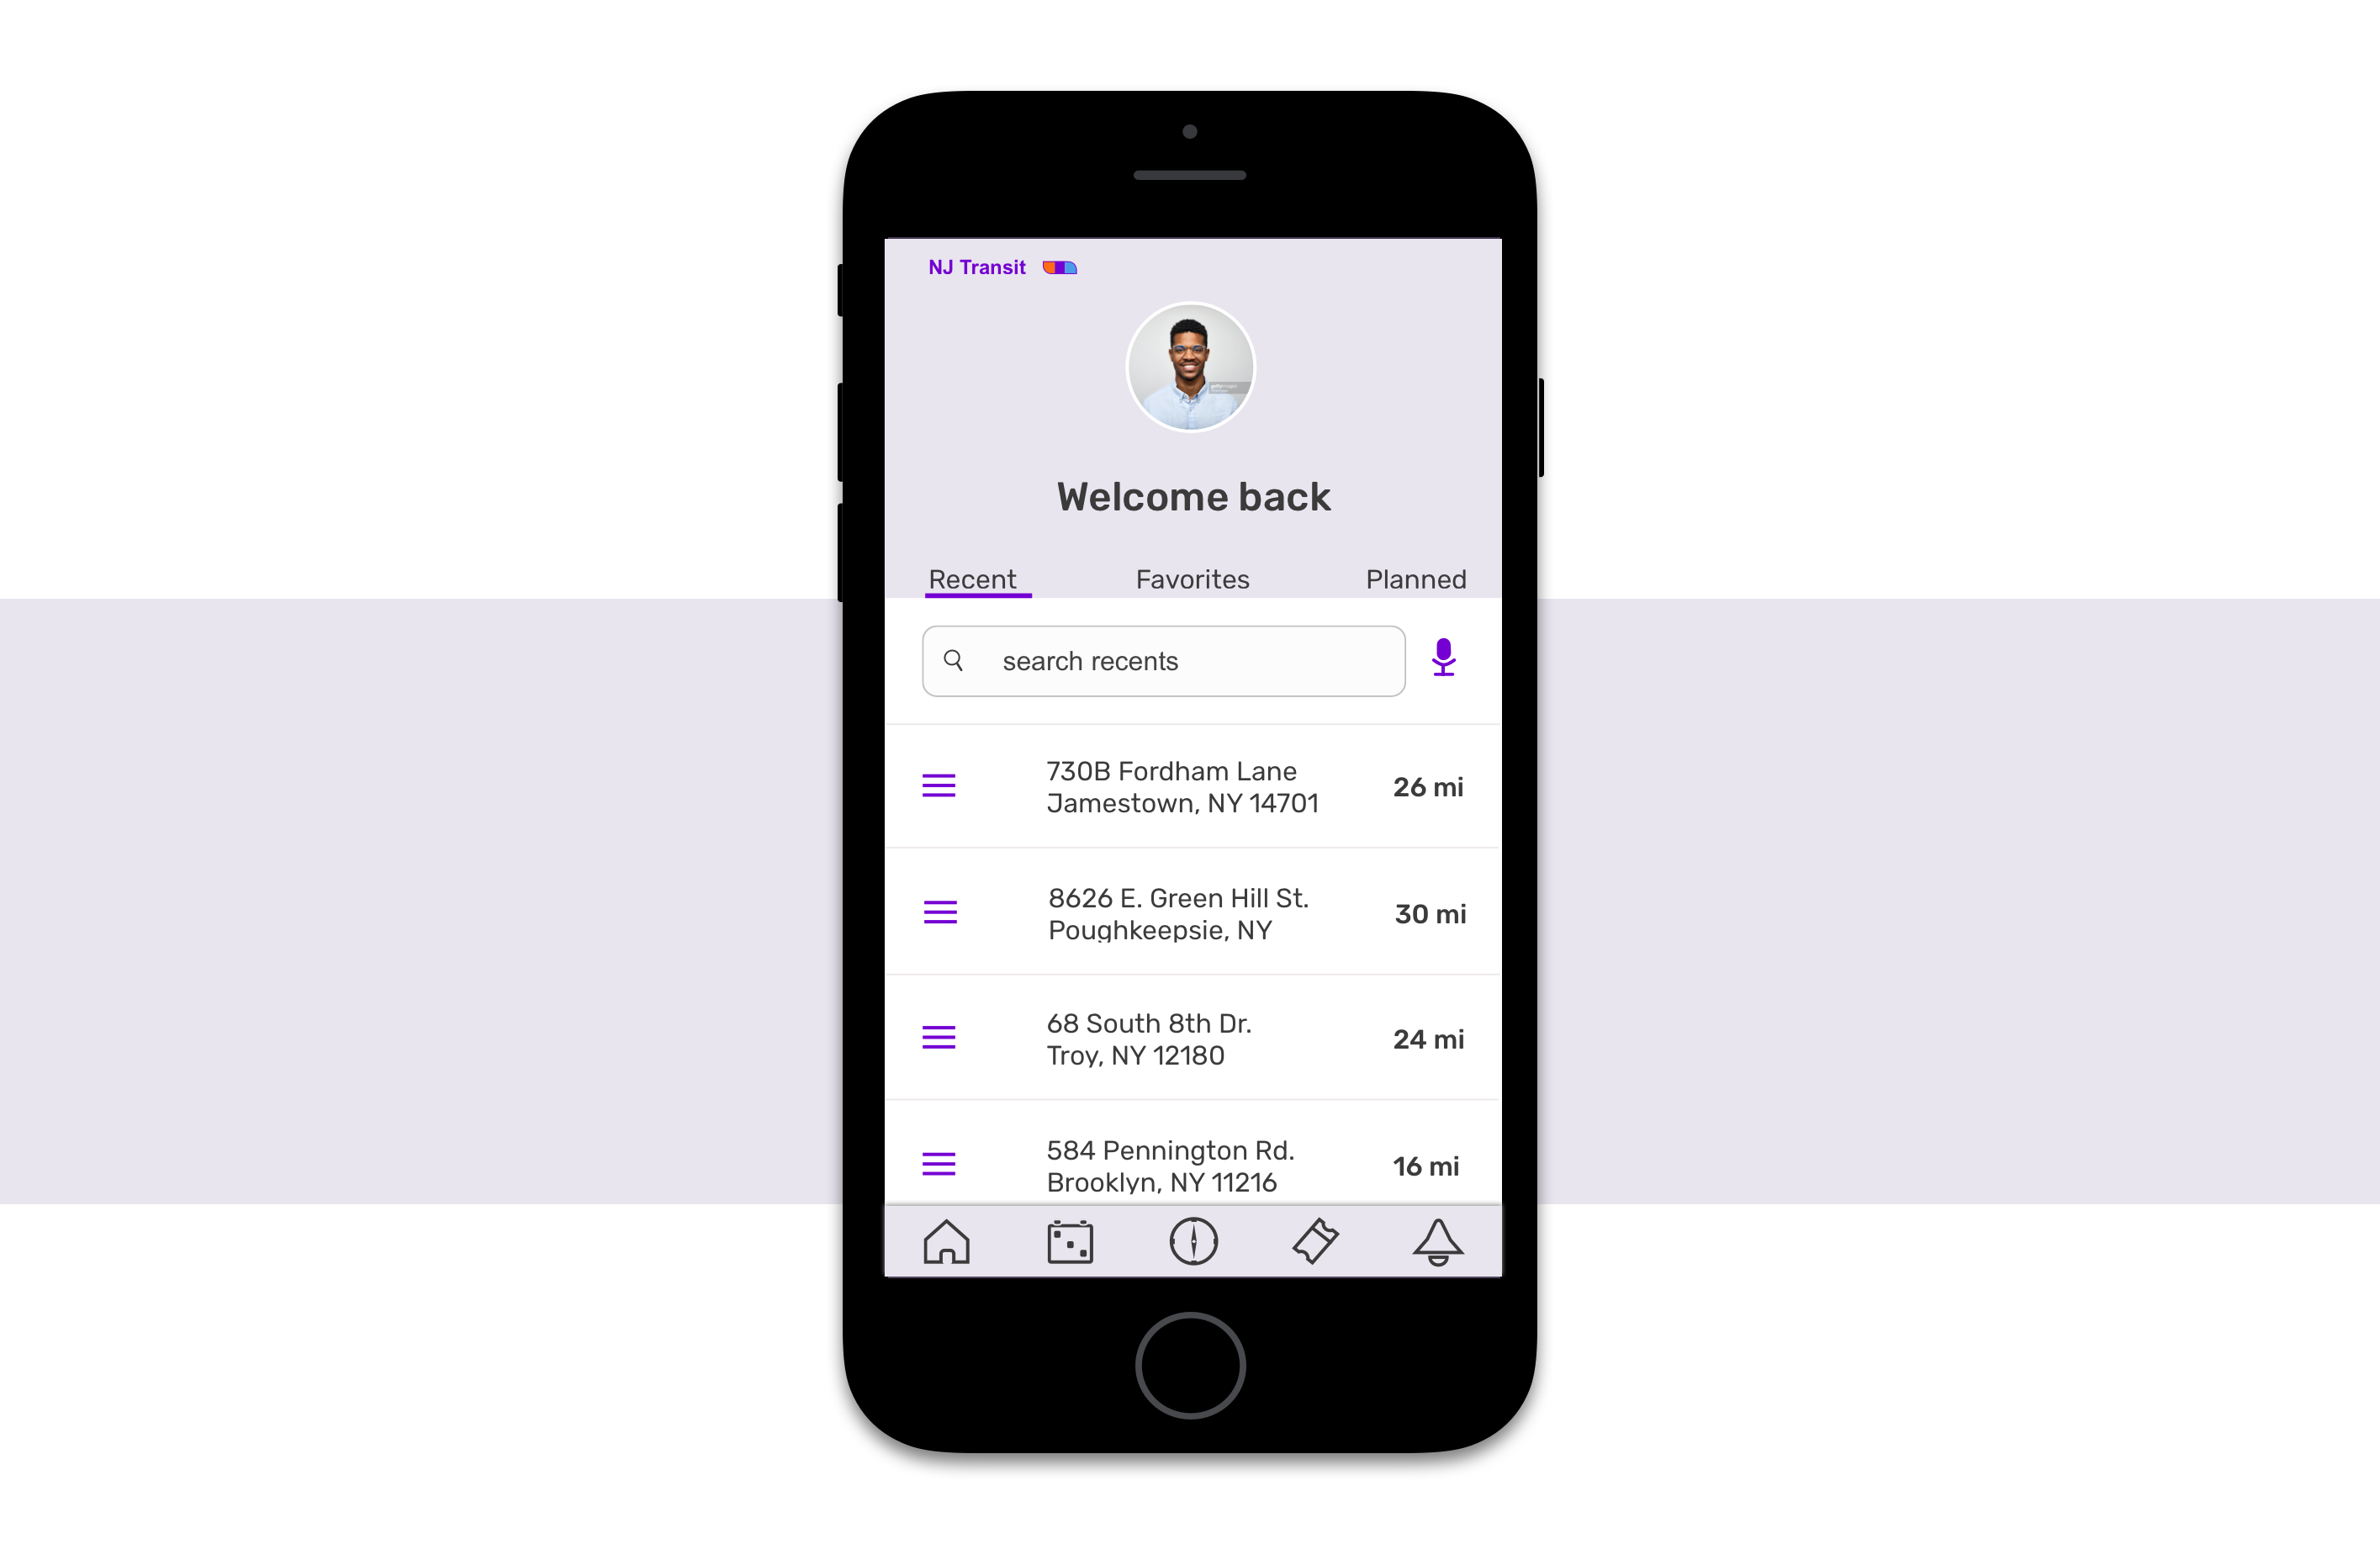 NJ Transit
gettyimages
Welcome back
Recent Favorites Planned
search recents
730B Fordham Lane
Jamestown, NY 14701
26 mi
8626 E. Green Hill St.
Poughkeepsie, NY
30 mi
68 South 8th Dr.
Troy, NY 12180
24 mi
584 Pennington Rd.
Brooklyn, NY 11216
16 mi